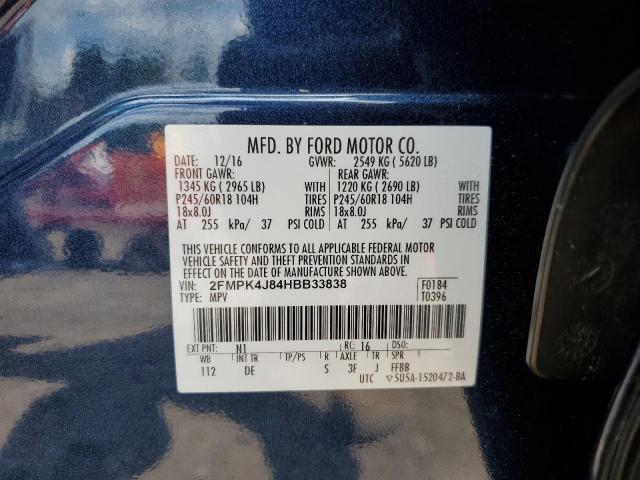 MFD. BY FORD MOTOR CO.
DATE: 12/16 GVWR: 2549 KG ( 5620 LB)
FRONT GAWR: REAR GAWR:
1345 KG ( 2965 LB) WITH 1220 KG ( 2690 LB) WITH
P245/60R18 104H TIRES P245/60R18 104H TIRES
18x8.0J RIMS 18x8.0J RIMS
AT 255 kPa/ 37 PSI COLD AT 255 kPa/ 37 PSI COLD
THIS VEHICLE CONFORMS TO ALL APPLICABLE FEDERAL MOTOR
VEHICLE SAFETY AND THEFT PREVENTION STANDARDS IN
EFFECT ON THE DATE OF MANUFACTURE SHOWN ABOVE.
VIN: 2FMPK4J84HBB33838 F0184
TYPE: MPV T0396
EXT PNT: N1 RC: 16 DSO:
WB INT TR TP/PS R AXLE TR SPR
112 DE S 3F J FFBB
UTC 5U5A-1520472-BA